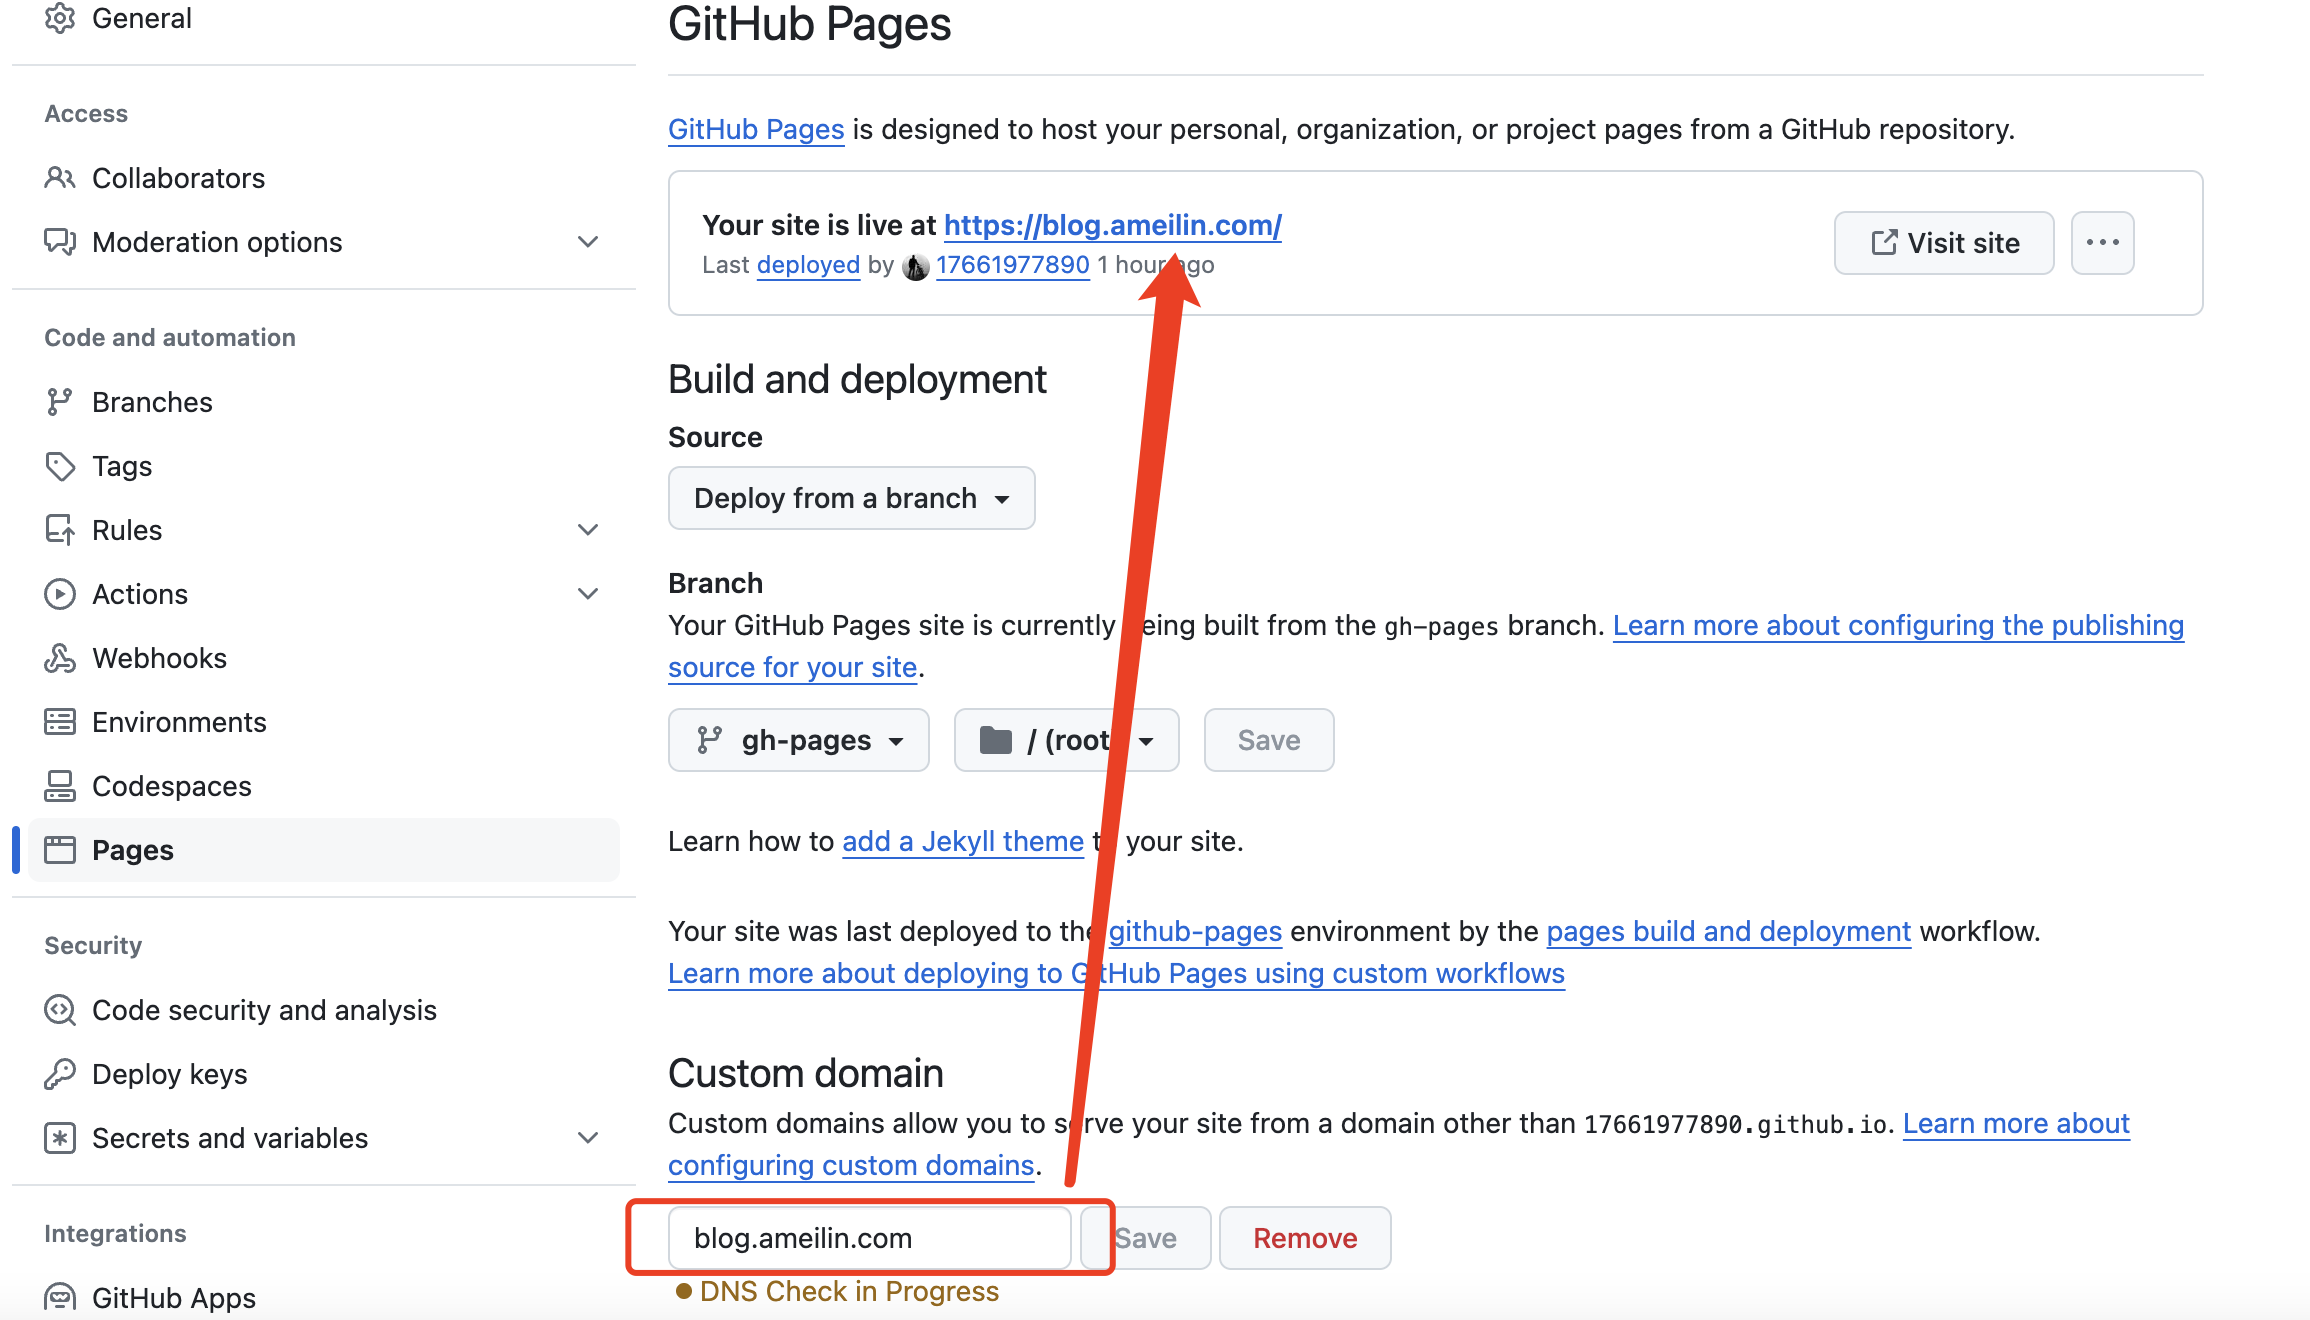 General
Access
Collaborators
Moderation options
Code and automation
Branches
Tags
Rules
Actions
Webhooks
Environments
Codespaces
Pages
Security
Code security and analysis
Deploy keys
Secrets and variables
Integrations
GitHub Apps
GitHub Pages
GitHub Pages is designed to host your personal, organization, or project pages from a GitHub repository.
Your site is live at https://blog.ameilin.com/
Last deployed by 17661977890 1 hour ago
Visit site
Build and deployment
Source
Deploy from a branch
Branch
Your GitHub Pages site is currently being built from the gh-pages branch. Learn more about configuring the publishing
source for your site.
gh-pages
/ (root)
Save
Learn how to add a Jekyll theme to your site.
Your site was last deployed to the github-pages environment by the pages build and deployment workflow.
Learn more about deploying to GitHub Pages using custom workflows
Custom domain
Custom domains allow you to serve your site from a domain other than 17661977890.github.io. Learn more about
configuring custom domains.
blog.ameilin.com
Save
Remove
DNS Check in Progress